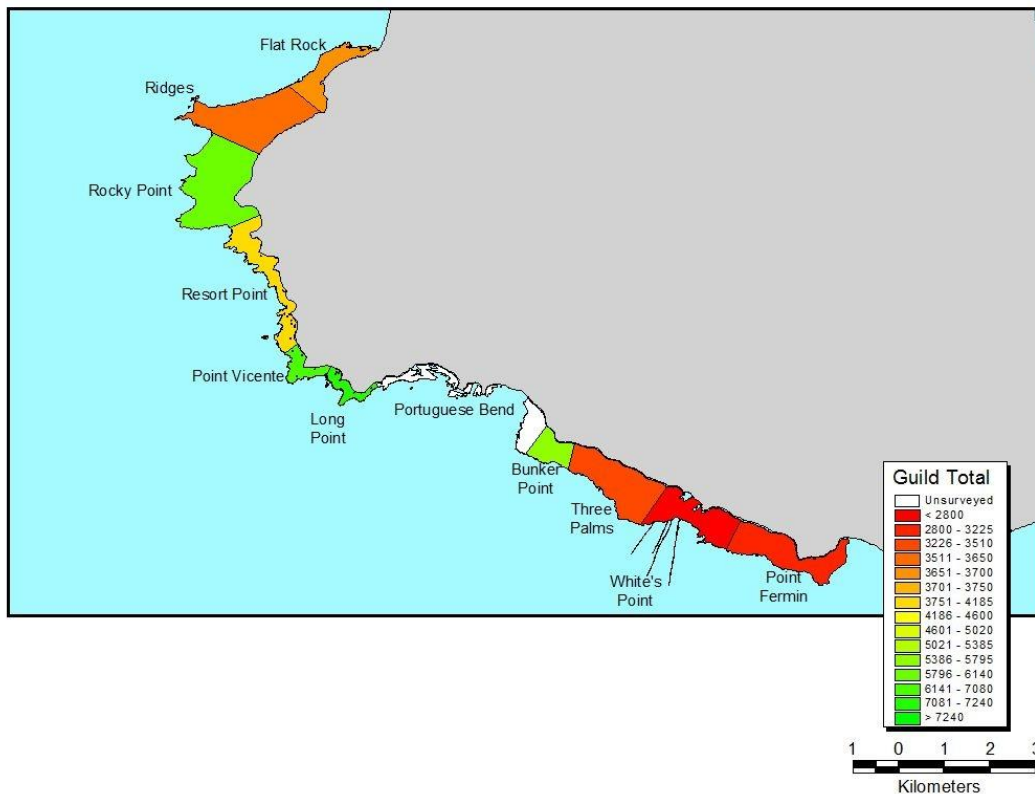 Flat Rock
Ridges
Rocky Point
Resort Point
Point Vicente
Long
Point
Portuguese Bend
Bunker
Point
Three
Palms
White's
Point
Point
Fermin
Guild Total
Unsurveyed
< 2800
2800 - 3225
3226 - 3510
3511 - 3650
3651 - 3700
3701 - 3750
3751 - 4185
4186 - 4600
4601 - 5020
5021 - 5385
5386 - 5795
5796 - 6140
6141 - 7080
7081 - 7240
> 7240
1 0 1 2 3
Kilometers